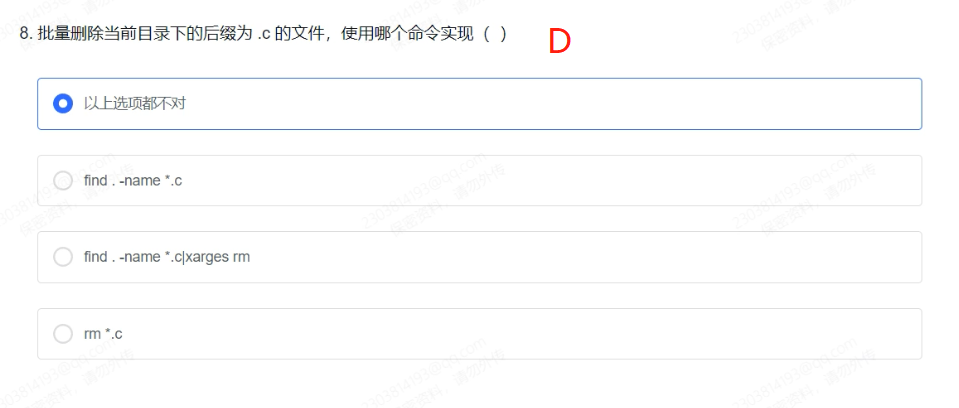 8. 批量删除当前目录下的后缀为 .c 的文件，使用哪个命令实现（ ）
D
以上选项都不对
find . -name *.c
find . -name *.c|xarges rm
rm *.c